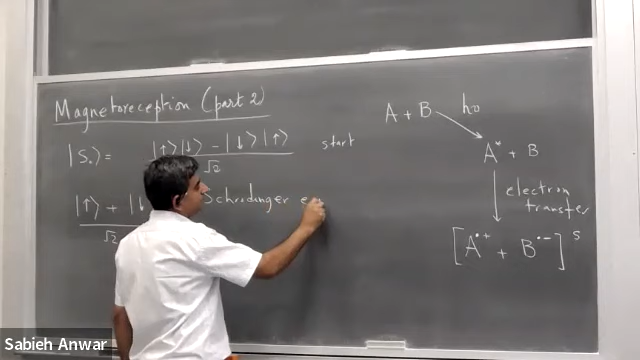 Magnetoreception (part 2)
|S₀⟩ = |↑⟩|↓⟩ - |↓⟩|↑⟩ start
√2
|↑⟩ + |↓ Schrodinger e
√2
A + B hν
A* + B
electron
transfer
[A•+ + B•−]ˢ
Sabieh Anwar